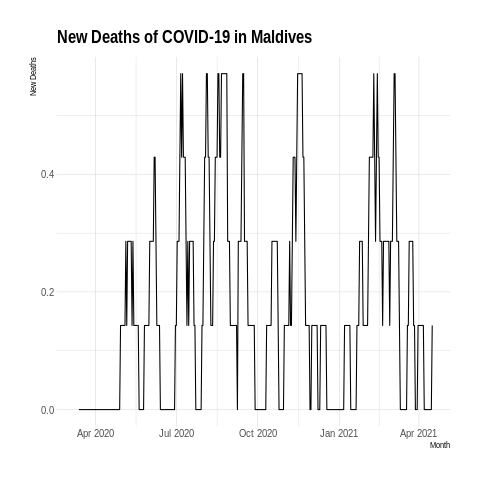 New Deaths of COVID-19 in Maldives
New Deaths
0.4
0.2
0.0
Apr 2020 Jul 2020 Oct 2020 Jan 2021 Apr 2021
Month